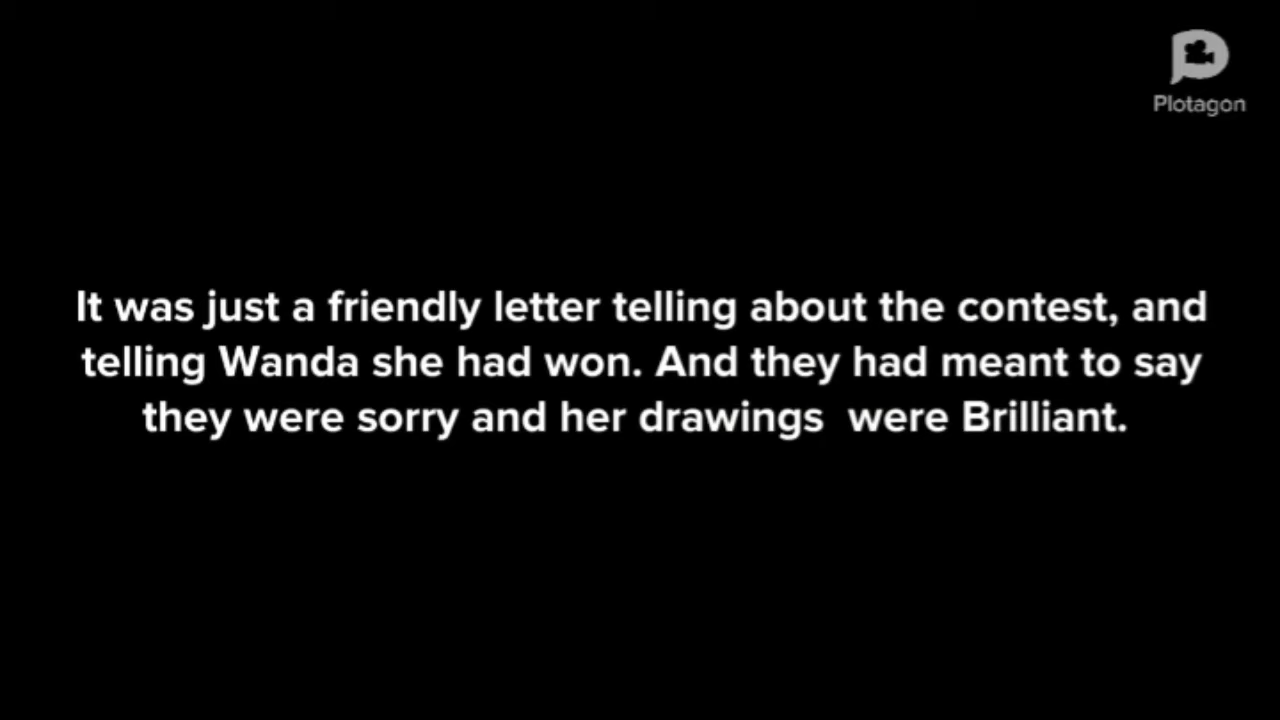 Plotagon
It was just a friendly letter telling about the contest, and
telling Wanda she had won. And they had meant to say
they were sorry and her drawings  were Brilliant.